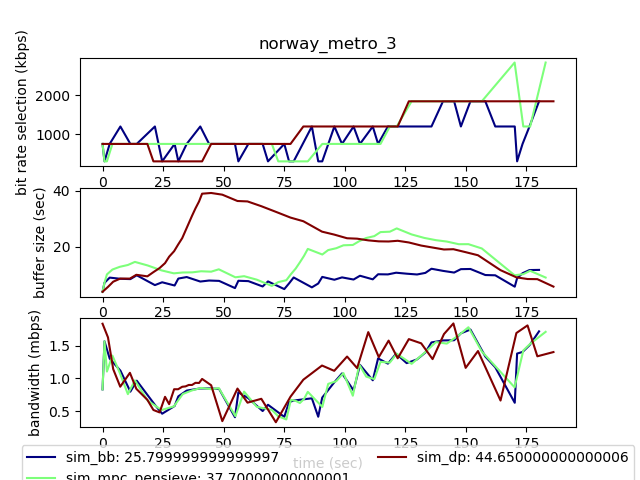 norway_metro_3
bit rate selection (kbps)
2000
1000
0 25 50 75 100 125 150 175
buffer size (sec)
40
20
0 25 50 75 100 125 150 175
bandwidth (mbps)
1.5
1.0
0.5
0 25 50 75 100 125 150 175
time (sec)
sim_bb: 25.799999999999997
sim_dp: 44.650000000000006
sim_mpc_pensieve: 37.70000000000001